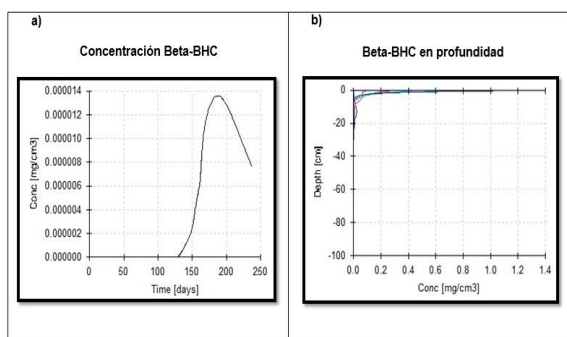 a)
Concentración Beta-BHC
0.000014
0.000012
0.000010
0.000008
0.000006
0.000004
0.000002
0.000000
Conc [mg/cm3]
0 50 100 150 200 250
Time [days]
b)
Beta-BHC en profundidad
0
-20
-40
-60
-80
-100
Depth [cm]
0.0 0.2 0.4 0.6 0.8 1.0 1.2 1.4
Conc [mg/cm3]